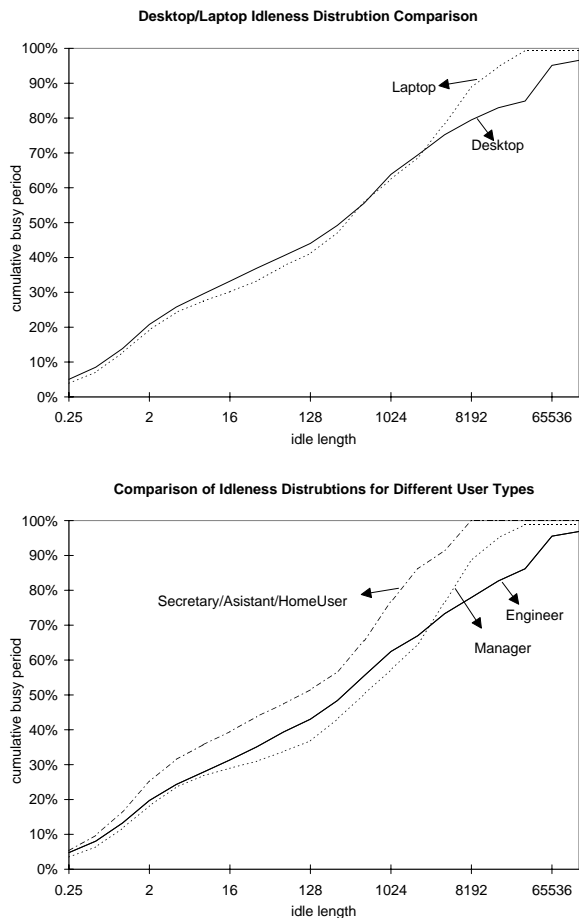 Desktop/Laptop Idleness Distrubtion Comparison
100%
90%
80%
70%
60%
50%
40%
30%
20%
10%
0%
cumulative busy period
Laptop
Desktop
0.25 2 16 128 1024 8192 65536
idle length
Comparison of Idleness Distrubtions for Different User Types
100%
90%
80%
70%
60%
50%
40%
30%
20%
10%
0%
cumulative busy period
Secretary/Asistant/HomeUser
Engineer
Manager
0.25 2 16 128 1024 8192 65536
idle length